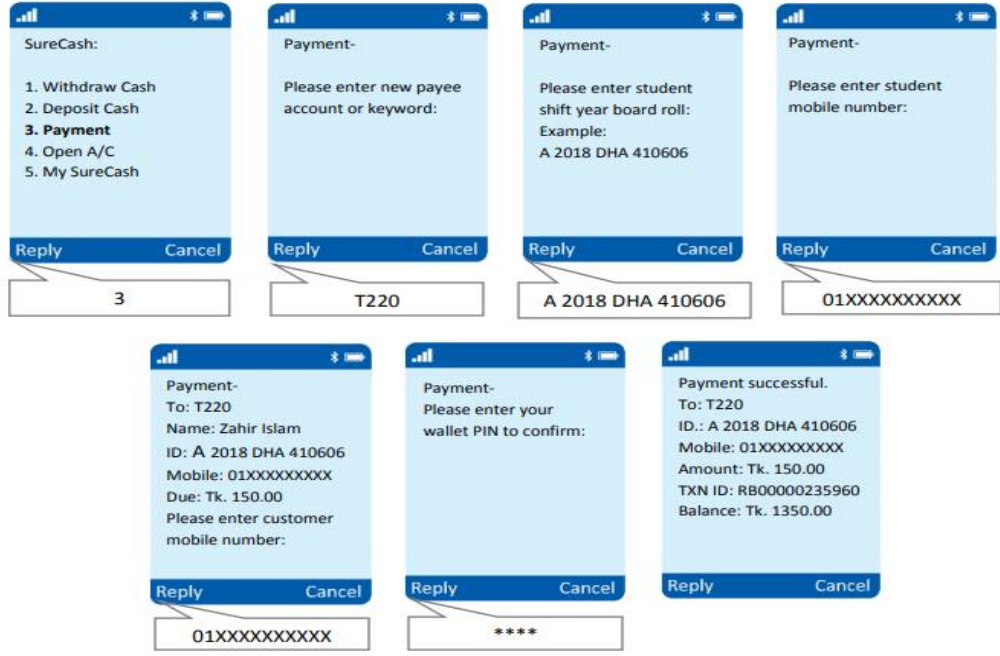 SureCash:
1. Withdraw Cash
2. Deposit Cash
3. Payment
4. Open A/C
5. My SureCash
Reply Cancel
3
Payment-
Please enter new payee
account or keyword:
Reply Cancel
T220
Payment-
Please enter student
shift year board roll:
Example:
A 2018 DHA 410606
Reply Cancel
A 2018 DHA 410606
Payment-
Please enter student
mobile number:
Reply Cancel
01XXXXXXXXXX
Payment-
To: T220
Name: Zahir Islam
ID: A 2018 DHA 410606
Mobile: 01XXXXXXXXX
Due: Tk. 150.00
Please enter customer
mobile number:
Reply Cancel
01XXXXXXXXXX
Payment-
Please enter your
wallet PIN to confirm:
Reply Cancel
****
Payment successful.
To: T220
ID.: A 2018 DHA 410606
Mobile: 01XXXXXXXXX
Amount: Tk. 150.00
TXN ID: RB00000235960
Balance: Tk. 1350.00
Reply Cancel